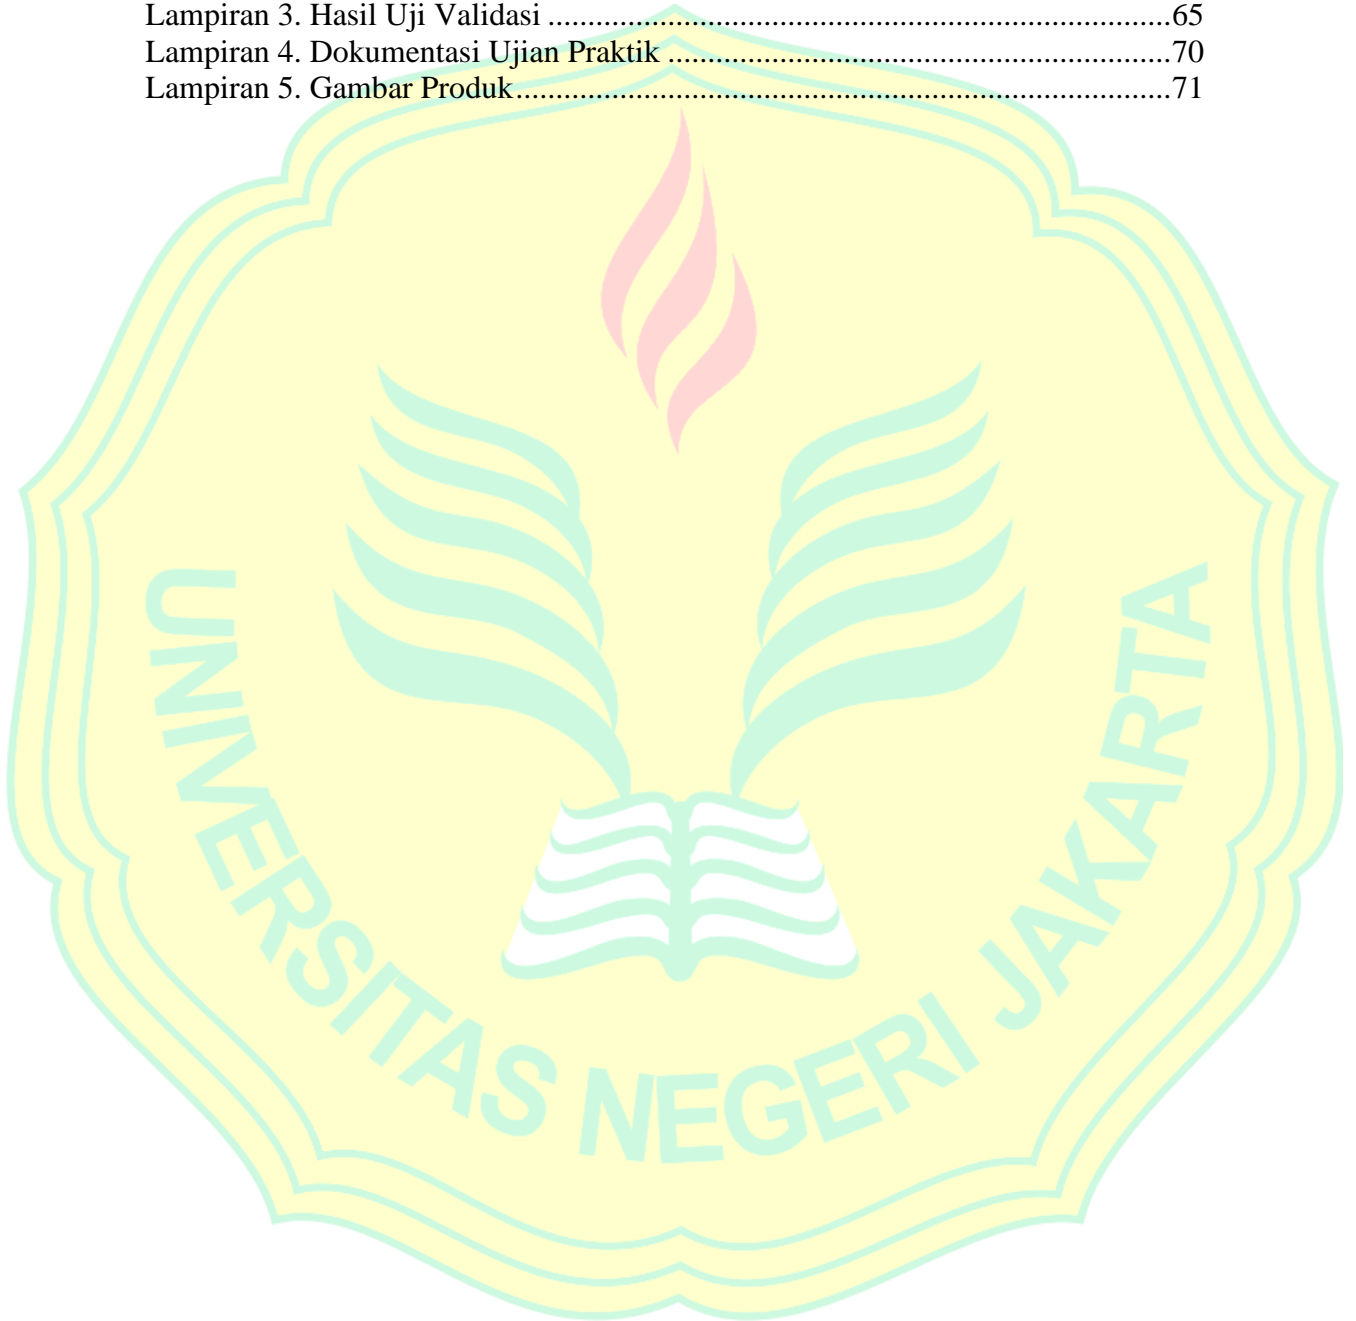 Lampiran 3. Hasil Uji Validasi ...........................................................................65
Lampiran 4. Dokumentasi Ujian Praktik .............................................................70
Lampiran 5. Gambar Produk...............................................................................71
UNIVERSITAS NEGERI JAKARTA